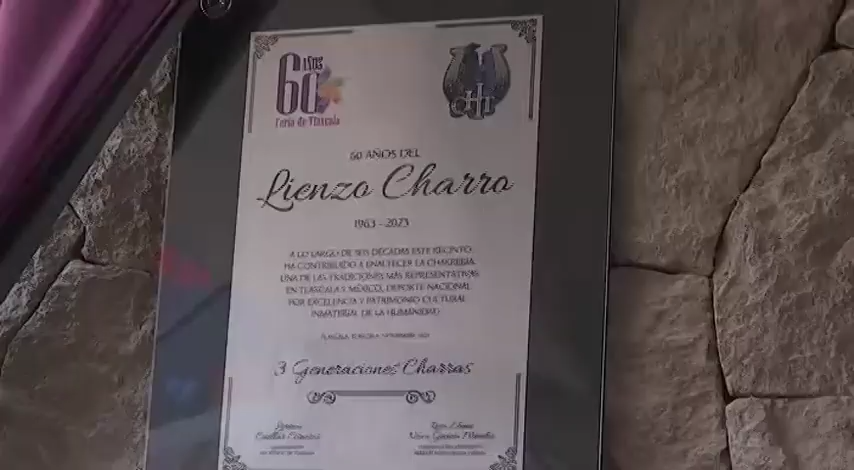 60 AÑOS
Feria de Tlaxcala
60 AÑOS DEL
Lienzo Charro
1963 - 2023
A LO LARGO DE SEIS DÉCADAS ESTE RECINTO
HA CONTRIBUIDO A ENALTECER LA CHARRERÍA,
UNA DE LAS TRADICIONES MÁS REPRESENTATIVAS
EN TLAXCALA Y MÉXICO, DEPORTE NACIONAL
POR EXCELENCIA Y PATRIMONIO CULTURAL
INMATERIAL DE LA HUMANIDAD
3 Generaciones Charras